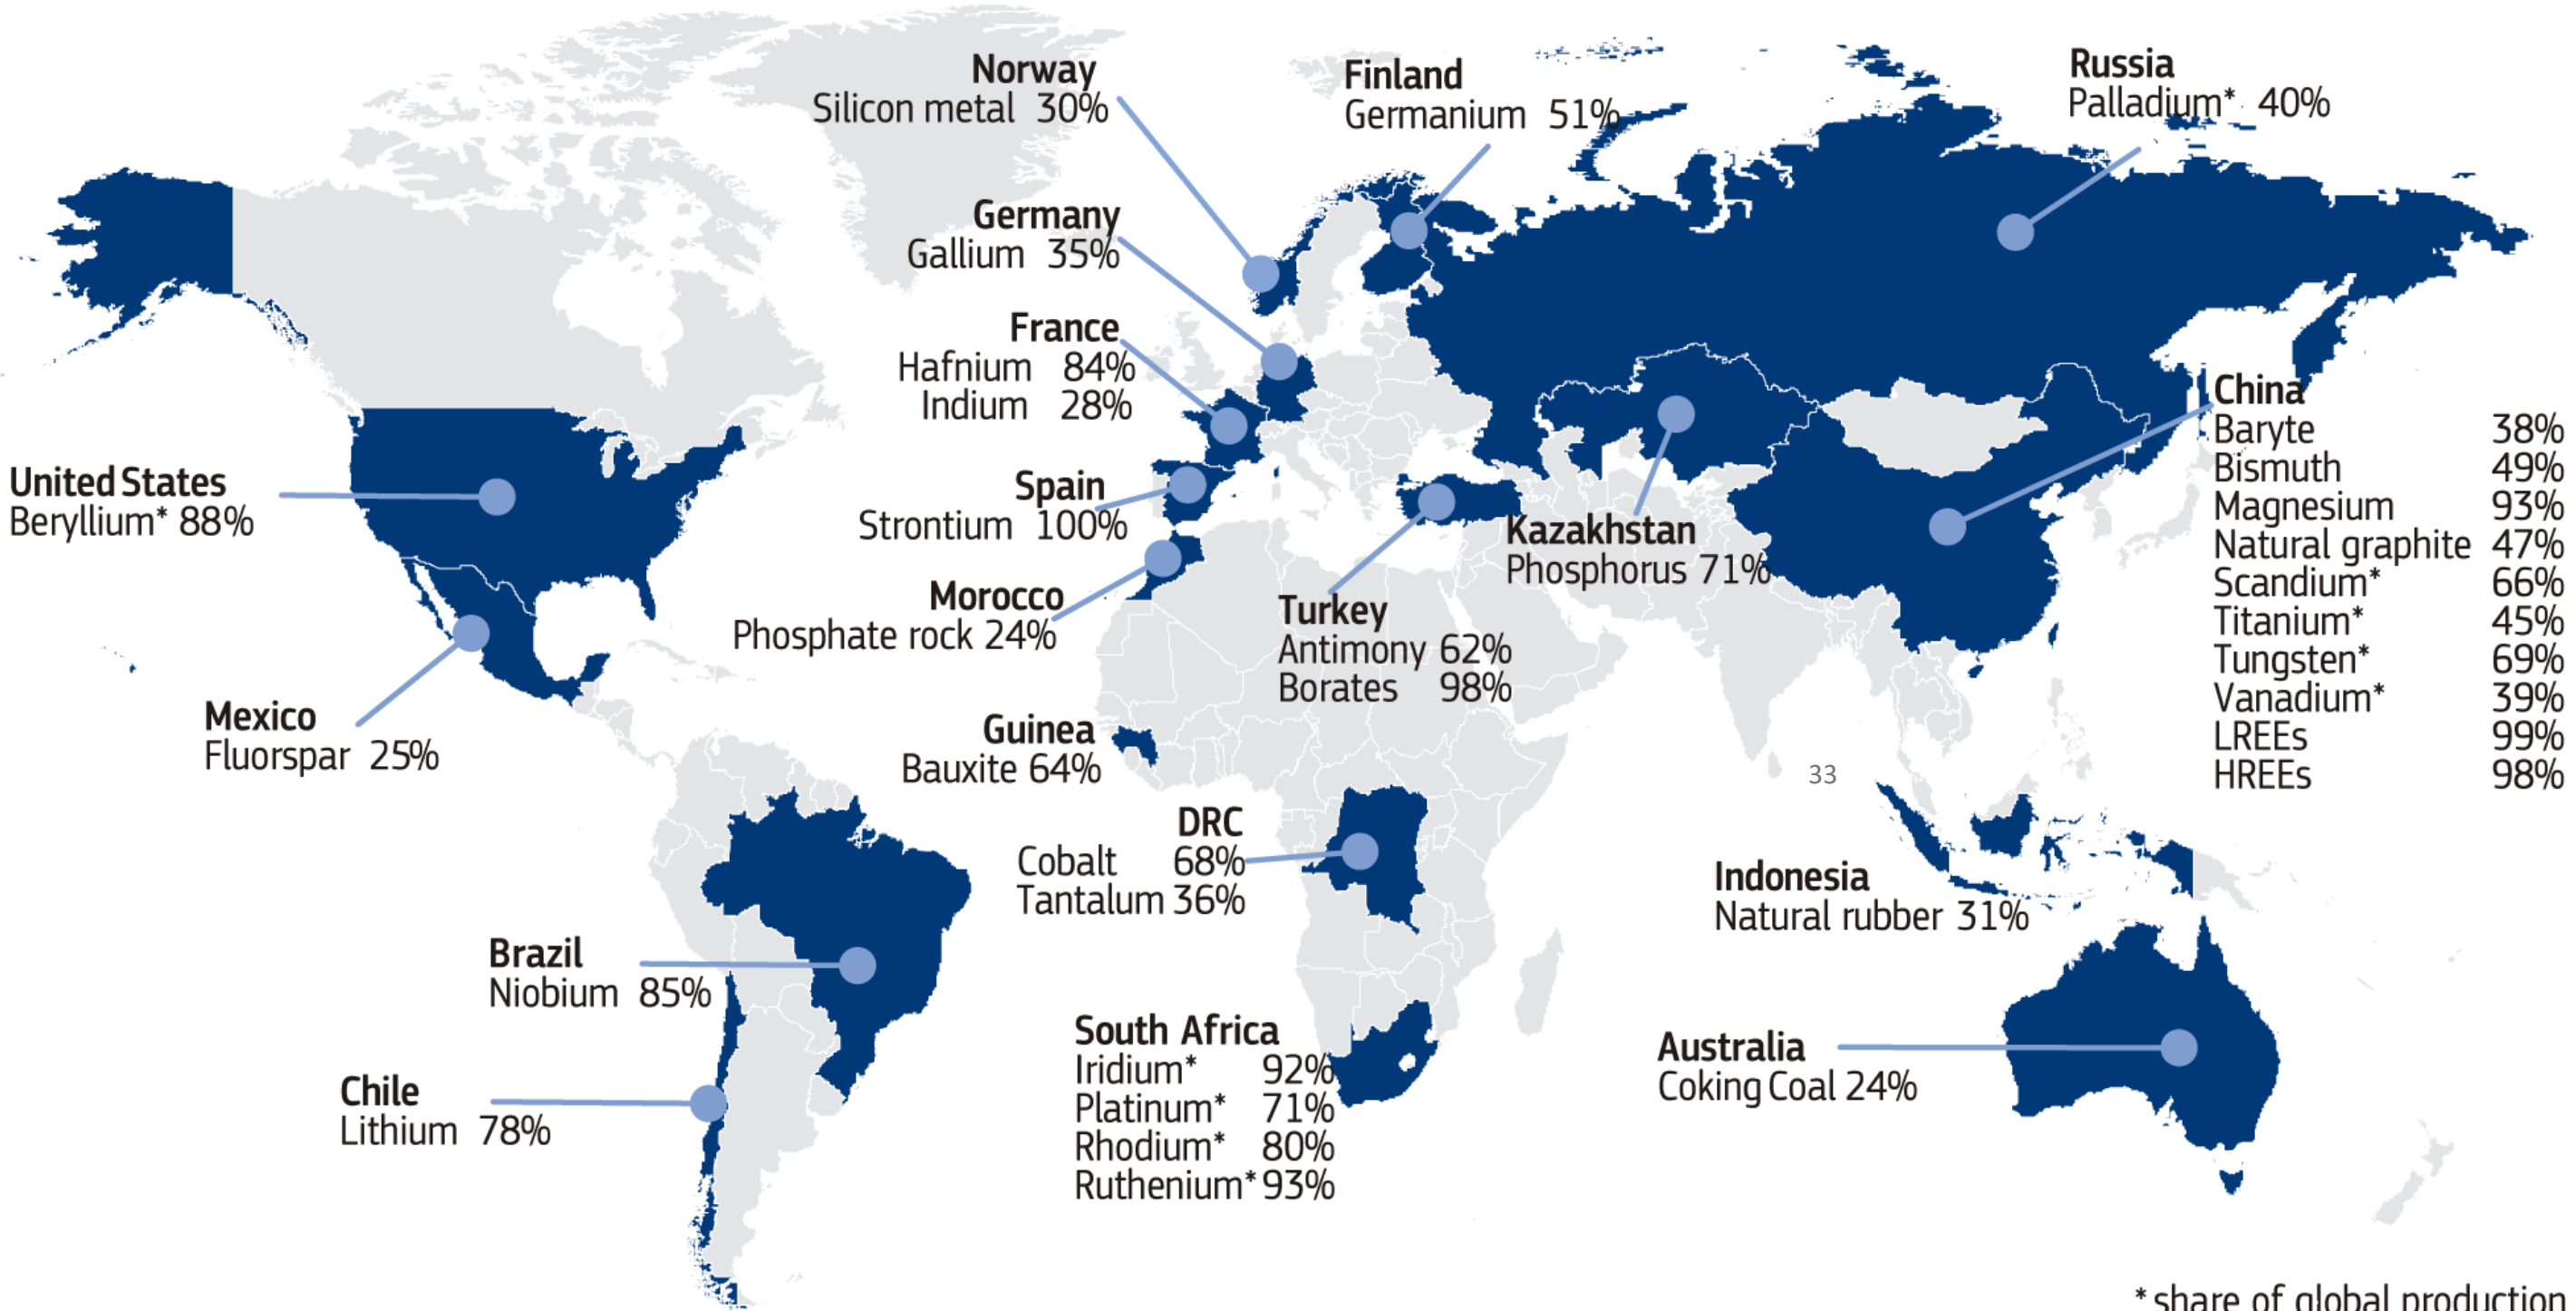 Norway
Silicon metal 30%
Finland
Germanium 51%
Russia
Palladium* 40%
Germany
Gallium 35%
France
Hafnium 84%
Indium 28%
China
Baryte 38%
Bismuth 49%
Magnesium 93%
Natural graphite 47%
Scandium* 66%
Titanium* 45%
Tungsten* 69%
Vanadium* 39%
LREEs 99%
HREEs 98%
United States
Beryllium* 88%
Spain
Strontium 100%
Kazakhstan
Phosphorus 71%
Morocco
Phosphate rock 24%
Turkey
Antimony 62%
Borates 98%
Mexico
Fluorspar 25%
Guinea
Bauxite 64%
33
DRC
Cobalt 68%
Tantalum 36%
Indonesia
Natural rubber 31%
Brazil
Niobium 85%
South Africa
Iridium* 92%
Platinum* 71%
Rhodium* 80%
Ruthenium* 93%
Australia
Coking Coal 24%
Chile
Lithium 78%
* share of global production